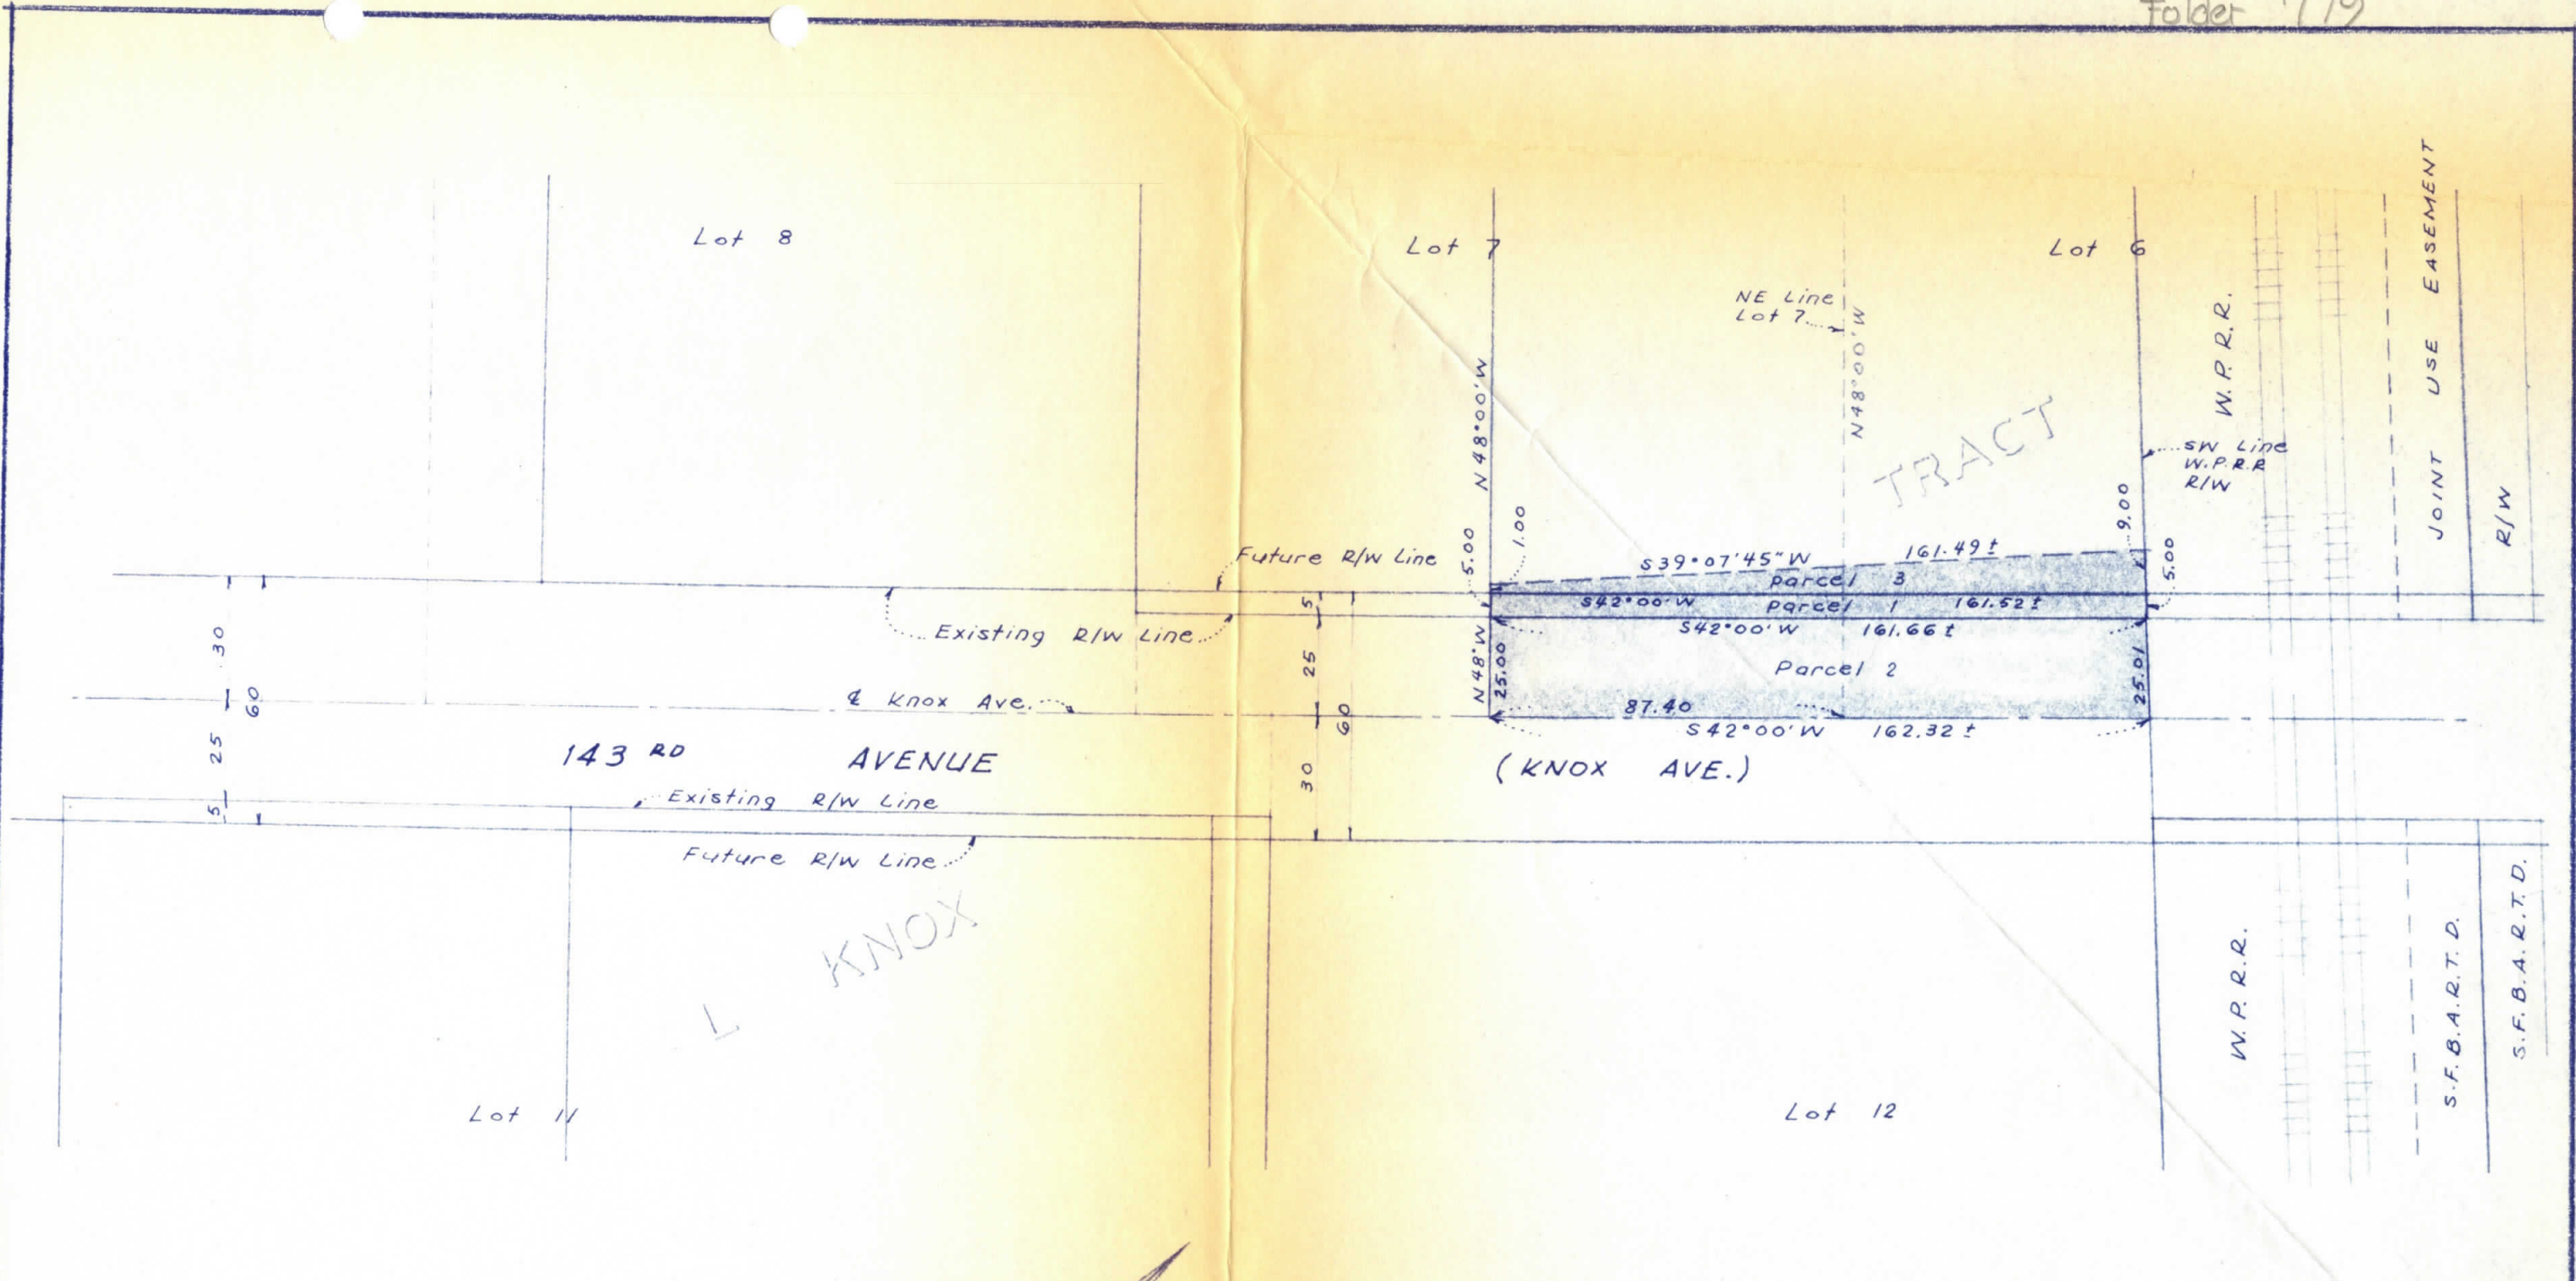 Folder 779
Lot 8
Lot 7
Lot 6
NE Line
Lot 7
N48°00'W
N48°00'W
TRACT
W.P.R.R.
SW Line
W.P.R.R
R/W
JOINT USE EASEMENT
R/W
Future R/W Line
5.00
1.00
S39°07'45"W 161.49±
9.00
5.00
Parcel 3
S42°00'W Parcel 1 161.52±
S42°00'W 161.66±
Existing R/W Line
30
60
25
5
5
25
60
30
N48°W
25.00
Parcel 2
25.01
℄ Knox Ave.
87.40
S42°00'W 162.32±
143 RD AVENUE (KNOX AVE.)
Existing R/W Line
Future R/W Line
L KNOX
Lot 11
Lot 12
W.P.R.R.
S.F.B.A.R.T.D.
S.F.B.A.R.T.D.